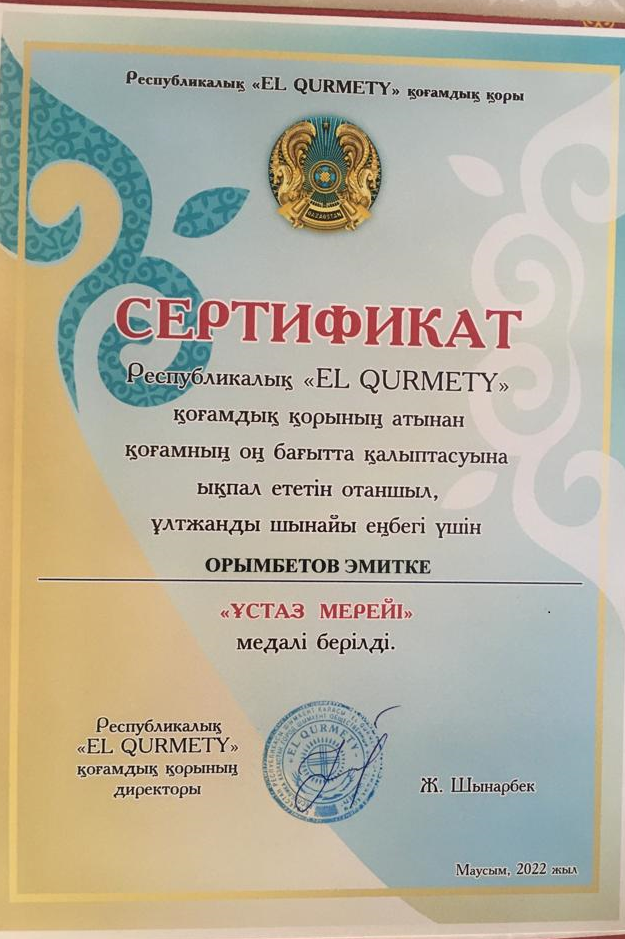 Республикалық «EL QURMETY» қоғамдық қоры
QAZAQSTAN
СЕРТИФИКАТ
Республикалық «EL QURMETY»
қоғамдық қорының атынан
қоғамның оң бағытта қалыптасуына
ықпал ететін отаншыл,
ұлтжанды шынайы еңбегі үшін
ОРЫМБЕТОВ ЭМИТКЕ
«ҰСТАЗ МЕРЕЙІ»
медалі берілді.
Республикалық
«EL QURMETY»
қоғамдық қорының
директоры
«EL QURMETY»
Ж. Шынарбек
Маусым, 2022 жыл